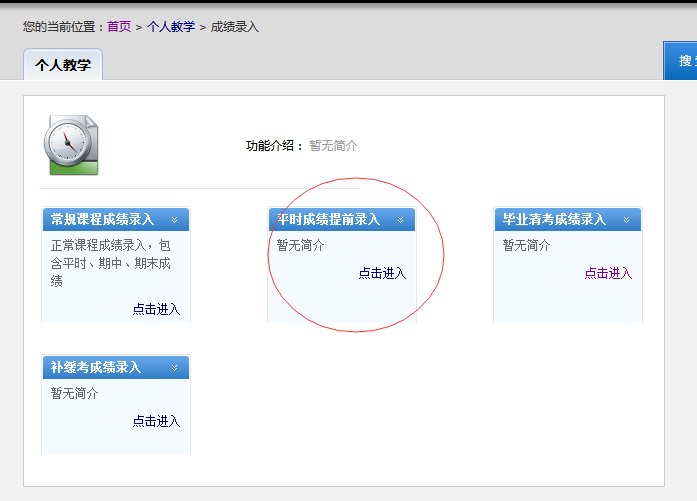 您的当前位置：首页 > 个人教学 > 成绩录入
个人教学
搜
功能介绍： 暂无简介
常规课程成绩录入
正常课程成绩录入，包
含平时、期中、期末成
绩
点击进入
平时成绩提前录入
暂无简介
点击进入
毕业清考成绩录入
暂无简介
点击进入
补缓考成绩录入
暂无简介
点击进入